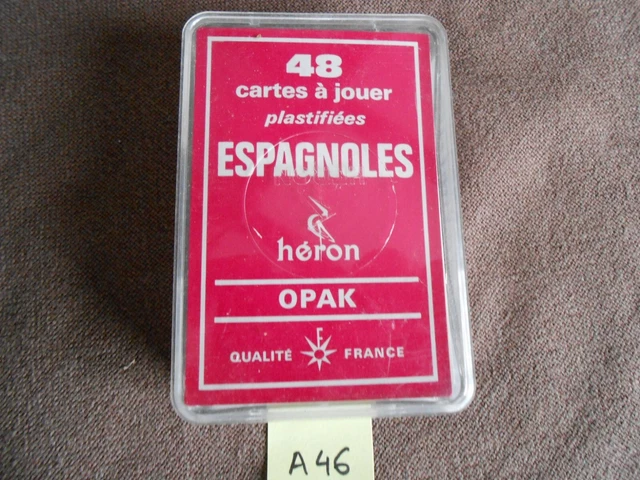 48
cartes à jouer
plastifiées
ESPAGNOLES
héron
OPAK
QUALITÉ F FRANCE
A46